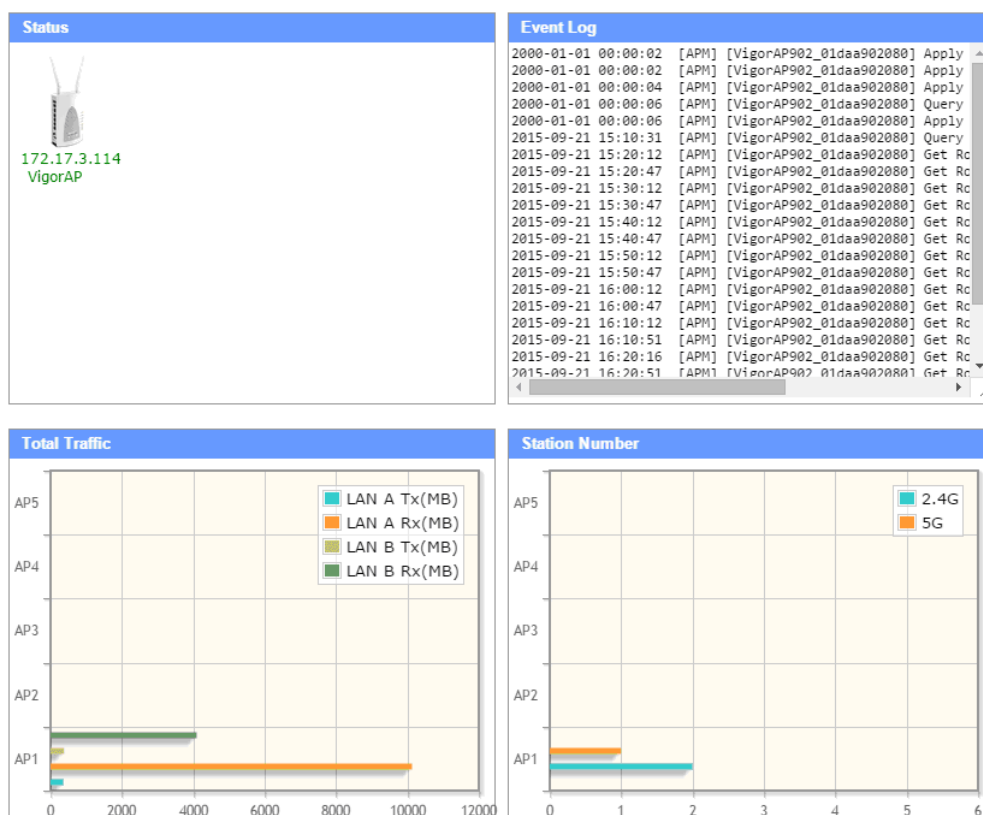 Status
172.17.3.114
VigorAP
Event Log
2000-01-01 00:00:02 [APM] [VigorAP902_01daa902080] Apply
2000-01-01 00:00:02 [APM] [VigorAP902_01daa902080] Apply
2000-01-01 00:00:04 [APM] [VigorAP902_01daa902080] Apply
2000-01-01 00:00:06 [APM] [VigorAP902_01daa902080] Query
2000-01-01 00:00:06 [APM] [VigorAP902_01daa902080] Apply
2015-09-21 15:10:31 [APM] [VigorAP902_01daa902080] Query
2015-09-21 15:20:12 [APM] [VigorAP902_01daa902080] Get
2015-09-21 15:20:47 [APM] [VigorAP902_01daa902080] Get
2015-09-21 15:30:12 [APM] [VigorAP902_01daa902080] Get
2015-09-21 15:30:47 [APM] [VigorAP902_01daa902080] Get
2015-09-21 15:40:12 [APM] [VigorAP902_01daa902080] Get
2015-09-21 15:40:47 [APM] [VigorAP902_01daa902080] Get
2015-09-21 15:50:12 [APM] [VigorAP902_01daa902080] Get
2015-09-21 15:50:47 [APM] [VigorAP902_01daa902080] Get
2015-09-21 16:00:12 [APM] [VigorAP902_01daa902080] Get
2015-09-21 16:00:47 [APM] [VigorAP902_01daa902080] Get
2015-09-21 16:10:12 [APM] [VigorAP902_01daa902080] Get
2015-09-21 16:10:51 [APM] [VigorAP902_01daa902080] Get
2015-09-21 16:20:16 [APM] [VigorAP902_01daa902080] Get
2015-09-21 16:20:51 [APM] [VigorAP902_01daa902080] Get
Total Traffic
LAN A Tx(MB)
LAN A Rx(MB)
LAN B Tx(MB)
LAN B Rx(MB)
AP5
AP4
AP3
AP2
AP1
0 2000 4000 6000 8000 10000 12000
Station Number
2.4G
5G
AP5
AP4
AP3
AP2
AP1
0 1 2 3 4 5 6